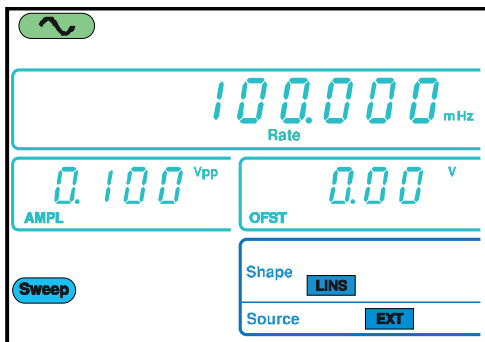 100.000 mHz
Rate
0.100 Vpp
AMPL
0.00 V
OFST
Sweep
Shape LINS
Source EXT